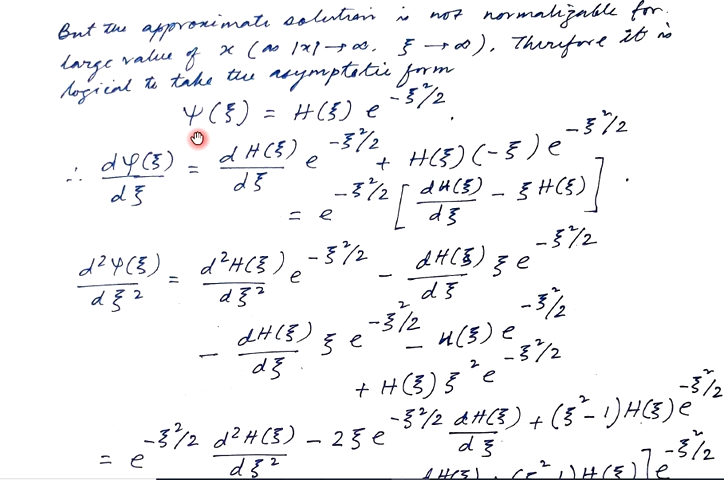 But the approximate solution is not normalizable for
large value of x (as |x| → ∞, ξ → ∞). Therefore it is
logical to take the asymptotic form
ψ(ξ) = H(ξ) e^{-ξ²/2}.
∴ dψ(ξ)/dξ = dH(ξ)/dξ e^{-ξ²/2} + H(ξ)(-ξ) e^{-ξ²/2}
= e^{-ξ²/2} [ dH(ξ)/dξ - ξ H(ξ) ].
d²ψ(ξ)/dξ² = d²H(ξ)/dξ² e^{-ξ²/2} - dH(ξ)/dξ ξ e^{-ξ²/2}
- dH(ξ)/dξ ξ e^{-ξ²/2} - H(ξ) e^{-ξ²/2}
+ H(ξ) ξ² e^{-ξ²/2}
= e^{-ξ²/2} d²H(ξ)/dξ² - 2ξ e^{-ξ²/2} dH(ξ)/dξ + (ξ²-1) H(ξ) e^{-ξ²/2}